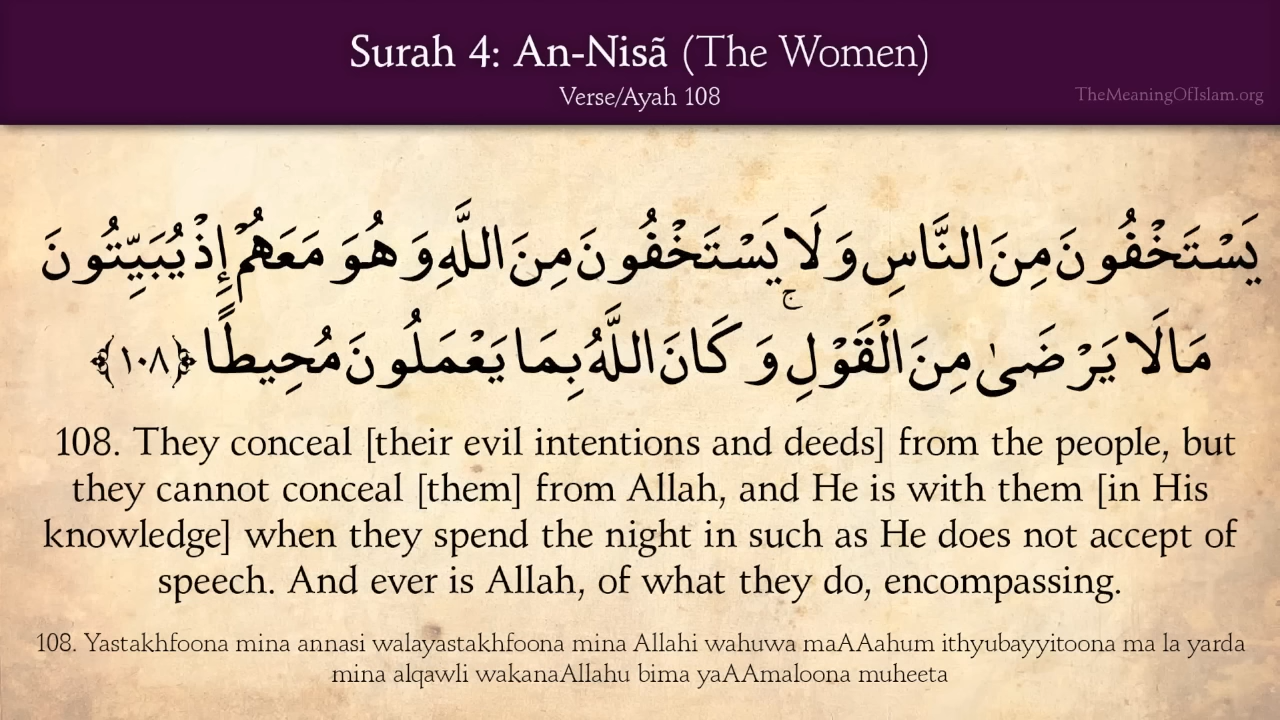 Surah 4: An-Nisã (The Women)
Verse/Ayah 108
TheMeaningOfIslam.org
يَسْتَخْفُونَ مِنَ النَّاسِ وَلَا يَسْتَخْفُونَ مِنَ اللَّهِ وَهُوَ مَعَهُمْ إِذْ يُبَيِّتُونَ
مَا لَا يَرْضَىٰ مِنَ الْقَوْلِ ۚ وَكَانَ اللَّهُ بِمَا يَعْمَلُونَ مُحِيطًا ﴿١٠٨﴾
108. They conceal [their evil intentions and deeds] from the people, but
they cannot conceal [them] from Allah, and He is with them [in His
knowledge] when they spend the night in such as He does not accept of
speech. And ever is Allah, of what they do, encompassing.
108. Yastakhfoona mina annasi walayastakhfoona mina Allahi wahuwa maAAahum ithyubayyitoona ma la yarda
mina alqawli wakanaAllahu bima yaAAmaloona muheeta